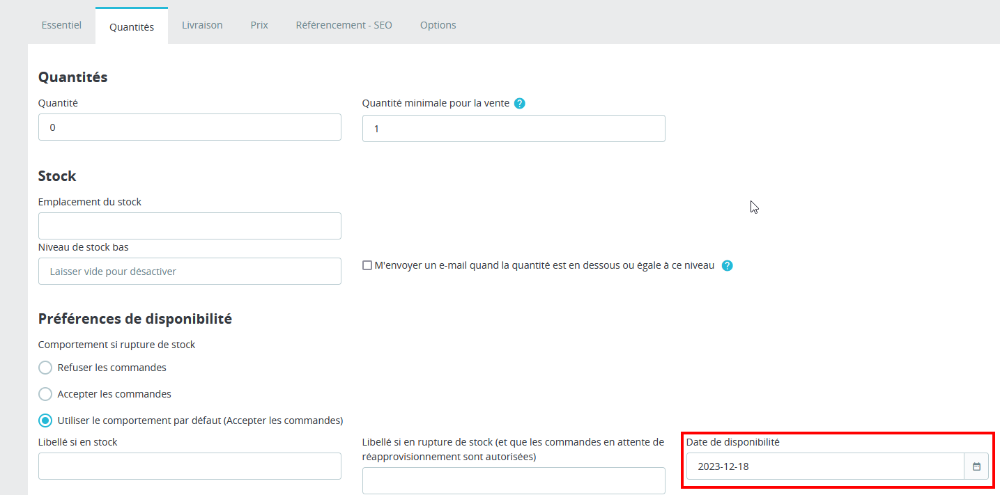 Essentiel Quantités Livraison Prix Référencement - SEO Options
Quantités
Quantité
0
Quantité minimale pour la vente ?
1
Stock
Emplacement du stock
Niveau de stock bas
Laisser vide pour désactiver
M'envoyer un e-mail quand la quantité est en dessous ou égale à ce niveau ?
Préférences de disponibilité
Comportement si rupture de stock
Refuser les commandes
Accepter les commandes
Utiliser le comportement par défaut (Accepter les commandes)
Libellé si en stock
Libellé si en rupture de stock (et que les commandes en attente de
réapprovisionnement sont autorisées)
Date de disponibilité
2023-12-18